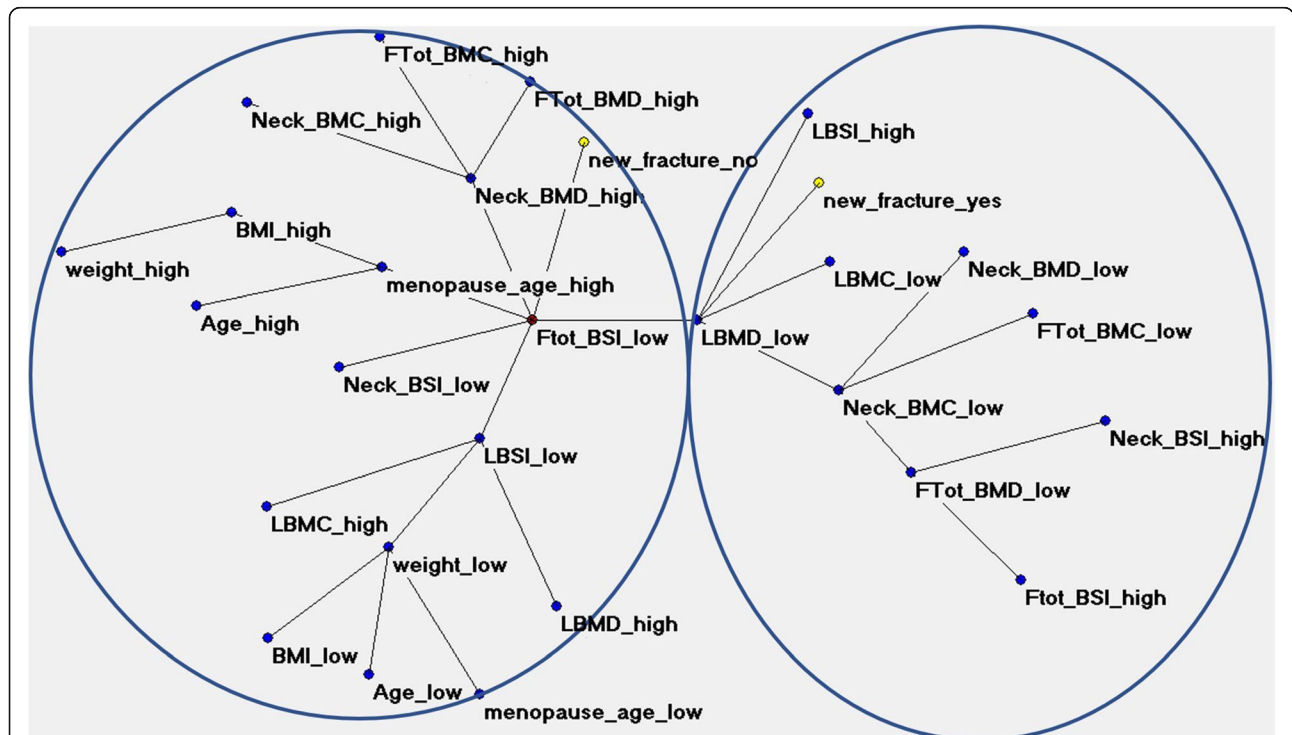 FTot_BMC_high
FTot_BMD_high
Neck_BMC_high
new_fracture_no
Neck_BMD_high
BMI_high
weight_high
menopause_age_high
Age_high
Ftot_BSI_low
Neck_BSI_low
LBSI_low
LBMC_high
weight_low
LBMD_high
BMI_low
Age_low
menopause_age_low
LBSI_high
new_fracture_yes
LBMC_low
Neck_BMD_low
FTot_BMC_low
LBMD_low
Neck_BMC_low
Neck_BSI_high
FTot_BMD_low
Ftot_BSI_high